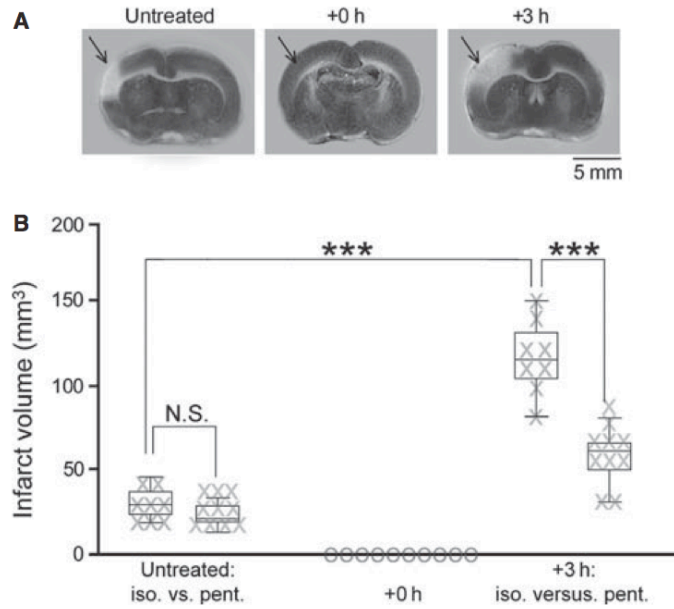 A
Untreated
+0 h
+3 h
5 mm
B
Infarct volume (mm³)
200
150
100
50
0
***
***
N.S.
Untreated:
iso. vs. pent.
+0 h
+3 h:
iso. versus. pent.